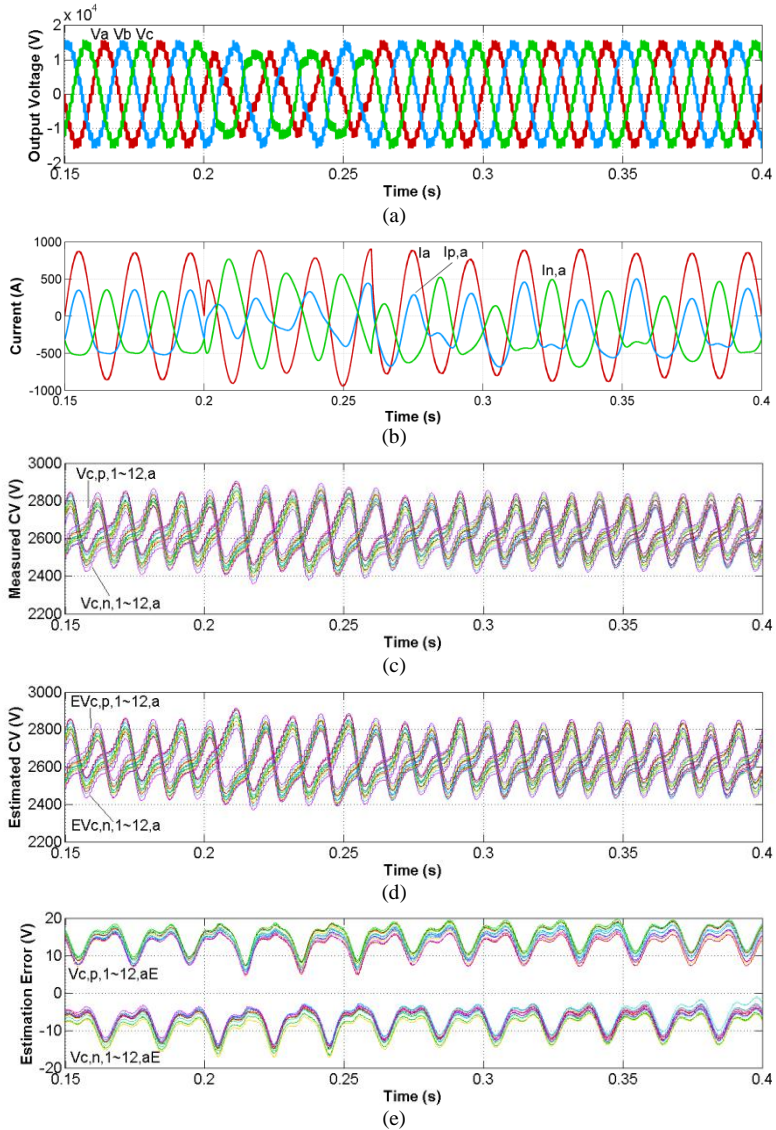 2 x 10⁴
Va Vb Vc
1
0
-1
-2
Output Voltage (V)
0.15 0.2 0.25 0.3 0.35 0.4
Time (s)
(a)
1000
500
0
-500
-1000
Current (A)
Ia
Ip,a
In,a
0.15 0.2 0.25 0.3 0.35 0.4
Time (s)
(b)
3000
2800
2600
2400
2200
Measured CV (V)
Vc,p,1~12,a
Vc,n,1~12,a
0.15 0.2 0.25 0.3 0.35 0.4
Time (s)
(c)
3000
2800
2600
2400
2200
Estimated CV (V)
EVc,p,1~12,a
EVc,n,1~12,a
0.15 0.2 0.25 0.3 0.35 0.4
Time (s)
(d)
20
10
0
-10
-20
Estimation Error (V)
Vc,p,1~12,aE
Vc,n,1~12,aE
0.15 0.2 0.25 0.3 0.35 0.4
Time (s)
(e)